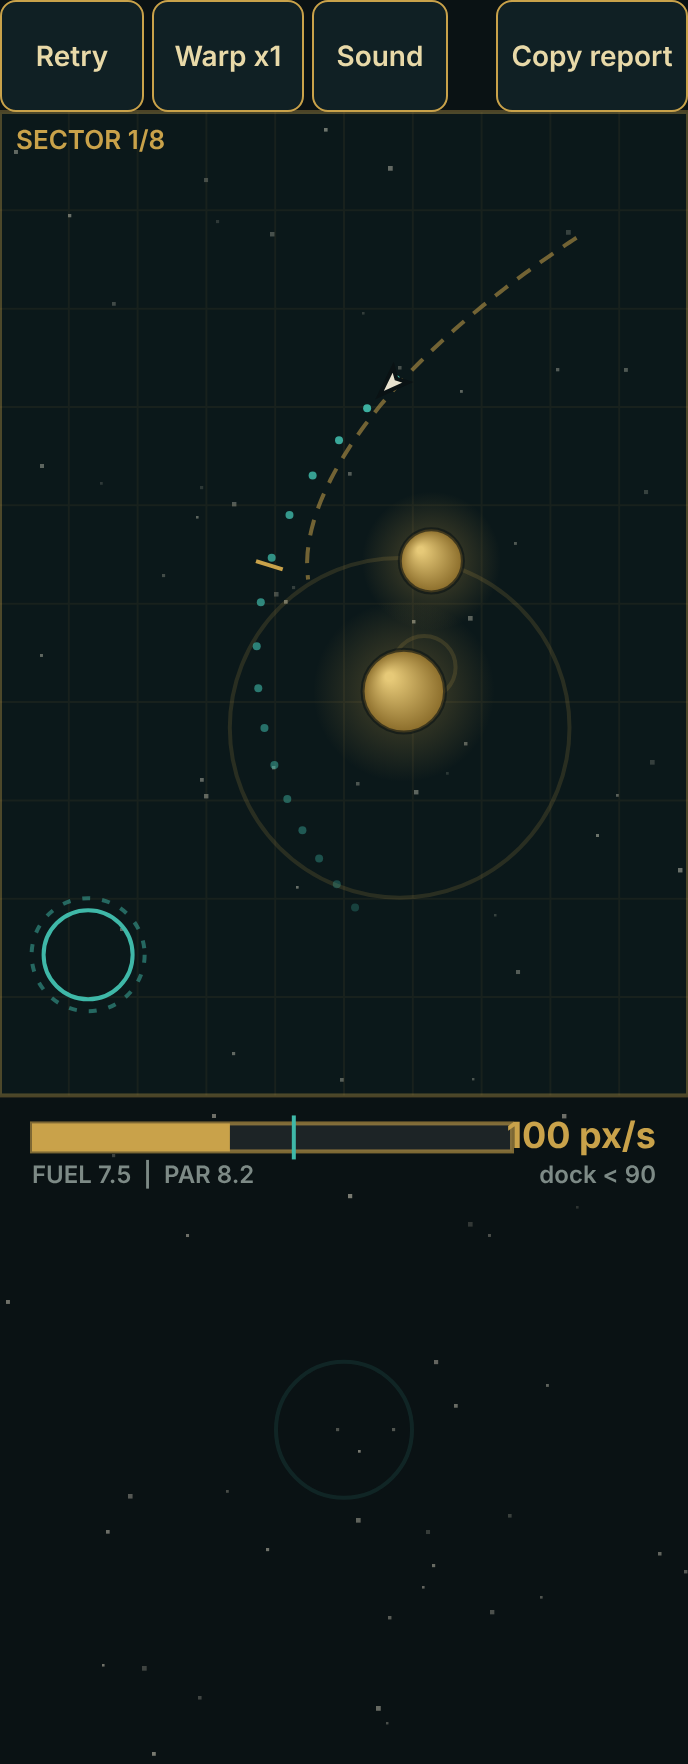 Retry
Warp x1
Sound
Copy report
SECTOR 1/8
100 px/s
FUEL 7.5 | PAR 8.2
dock < 90